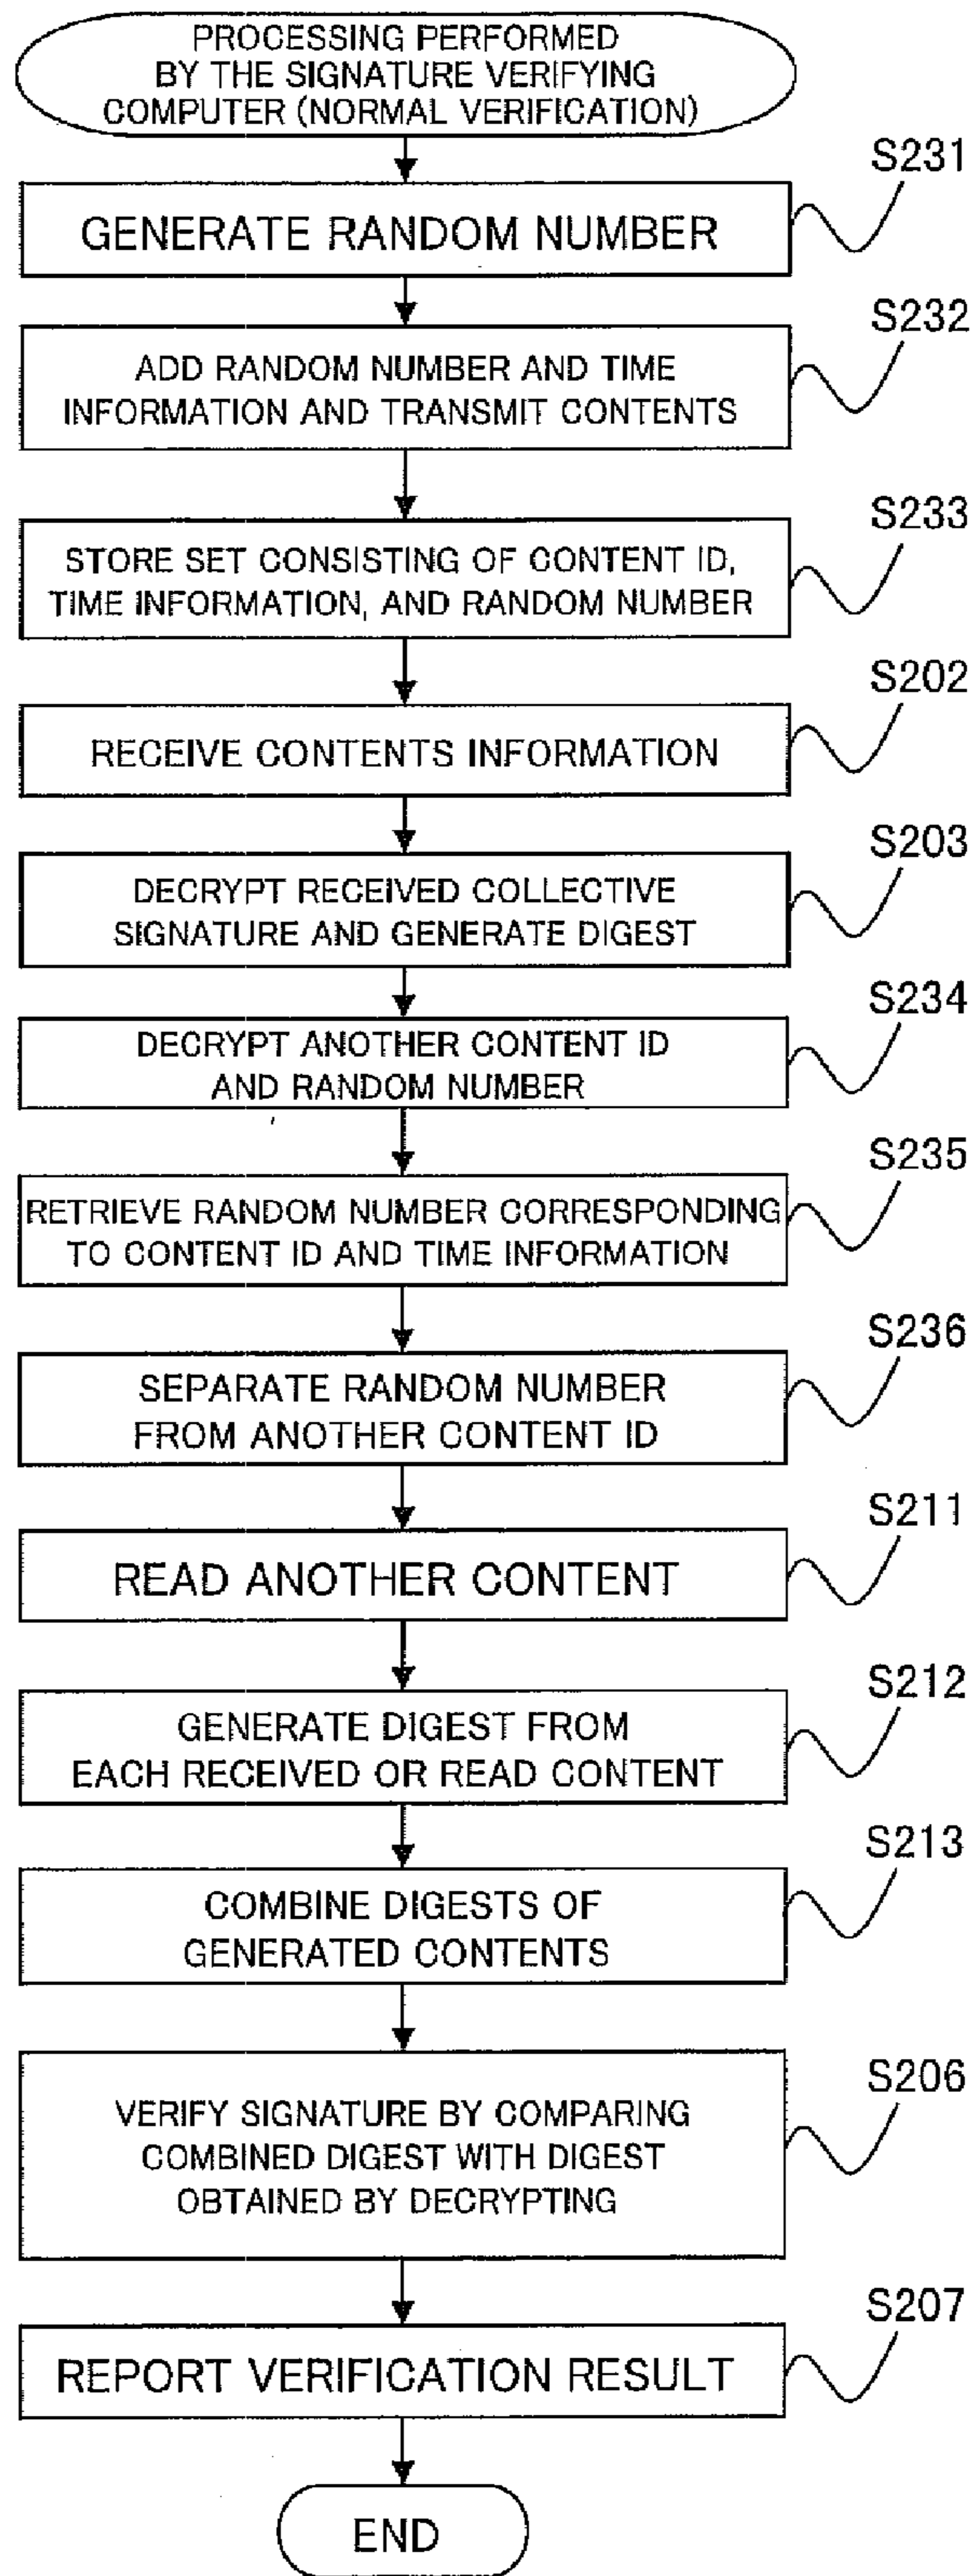 PROCESSING PERFORMED
BY THE SIGNATURE VERIFYING
COMPUTER (NORMAL VERIFICATION)
S231
GENERATE RANDOM NUMBER
S232
ADD RANDOM NUMBER AND TIME
INFORMATION AND TRANSMIT CONTENTS
S233
STORE SET CONSISTING OF CONTENT ID,
TIME INFORMATION, AND RANDOM NUMBER
S202
RECEIVE CONTENTS INFORMATION
S203
DECRYPT RECEIVED COLLECTIVE
SIGNATURE AND GENERATE DIGEST
S234
DECRYPT ANOTHER CONTENT ID
AND RANDOM NUMBER
S235
RETRIEVE RANDOM NUMBER CORRESPONDING
TO CONTENT ID AND TIME INFORMATION
S236
SEPARATE RANDOM NUMBER
FROM ANOTHER CONTENT ID
S211
READ ANOTHER CONTENT
S212
GENERATE DIGEST FROM
EACH RECEIVED OR READ CONTENT
S213
COMBINE DIGESTS OF
GENERATED CONTENTS
S206
VERIFY SIGNATURE BY COMPARING
COMBINED DIGEST WITH DIGEST
OBTAINED BY DECRYPTING
S207
REPORT VERIFICATION RESULT
END